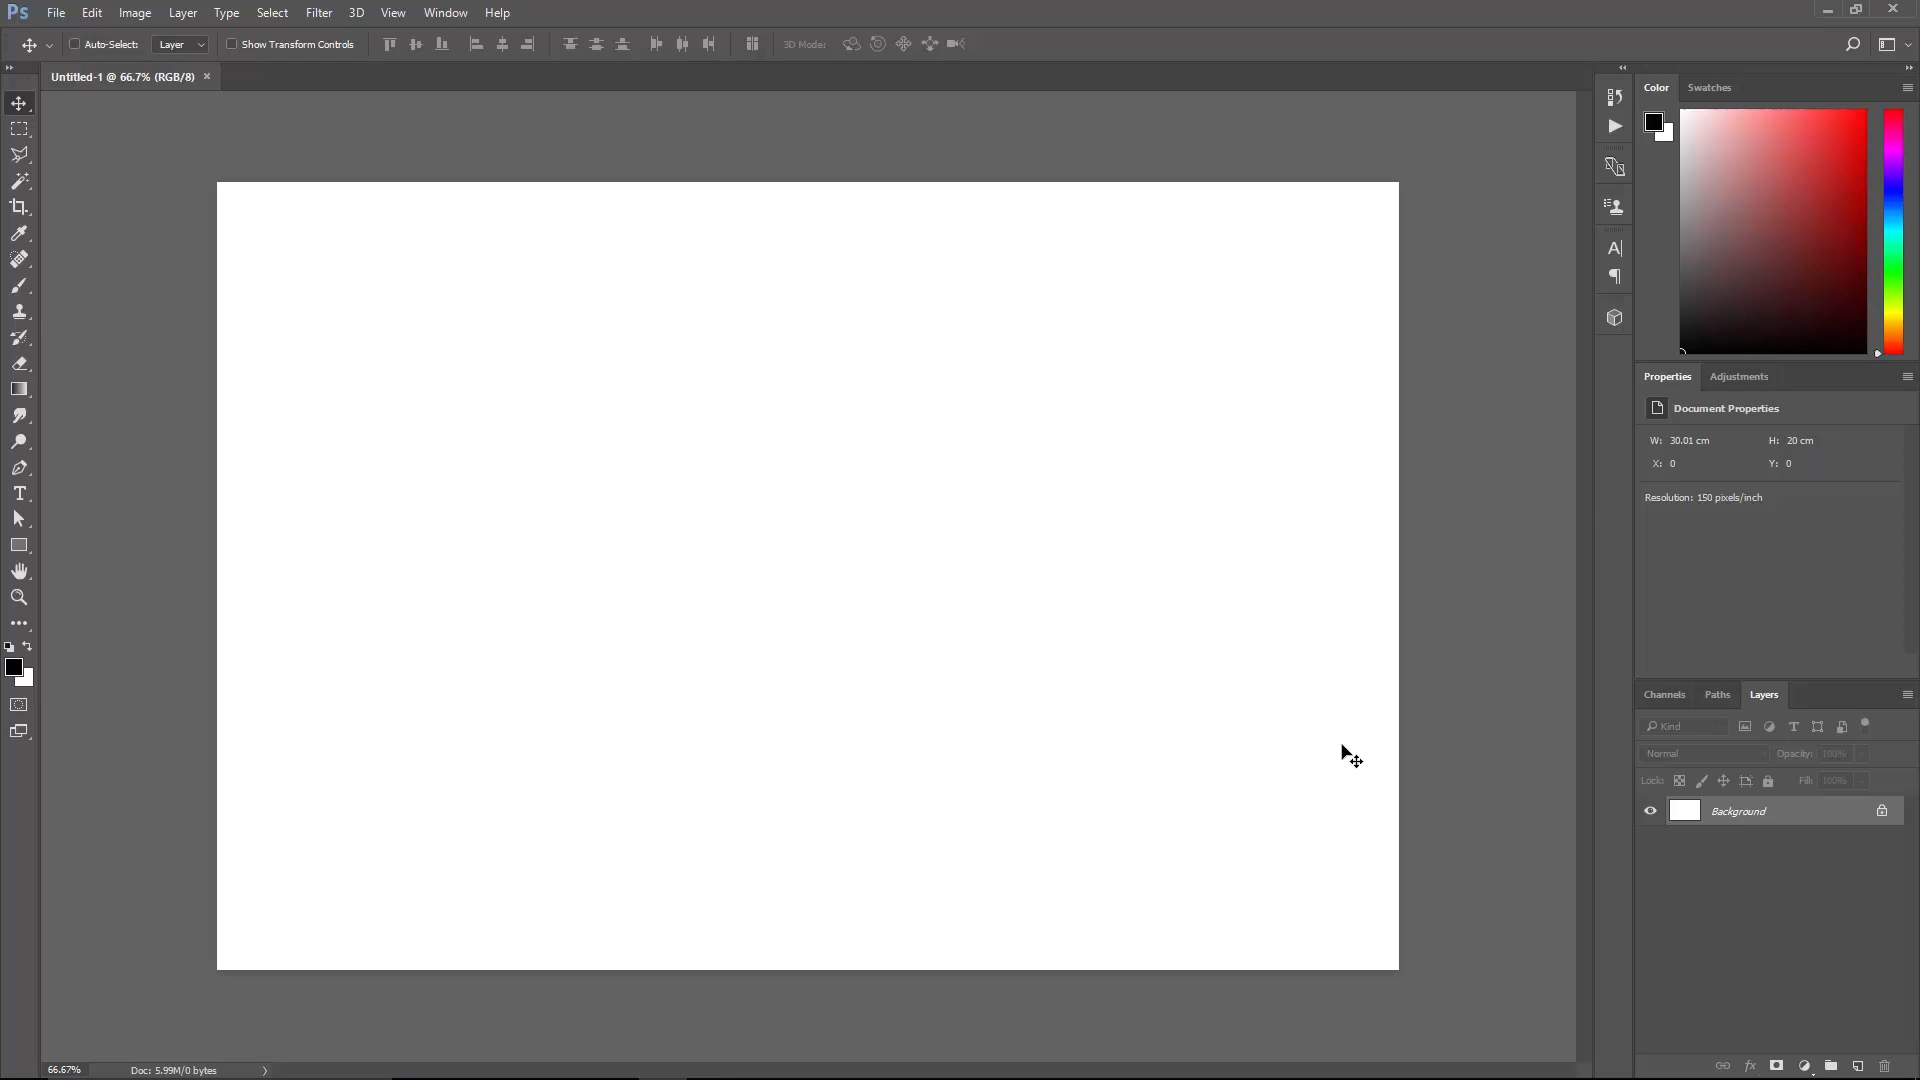 Ps File Edit Image Layer Type Select Filter 3D View Window Help
Auto-Select: Layer Show Transform Controls 3D Mode:
Untitled-1 @ 66.7% (RGB/8) ×
Color Swatches
Properties Adjustments
Document Properties
W: 30.01 cm H: 20 cm
X: 0 Y: 0
Resolution: 150 pixels/inch
Channels Paths Layers
Kind
Normal Opacity: 100%
Lock: Fill: 100%
Background
fx
66.67% Doc: 5.99M/0 bytes